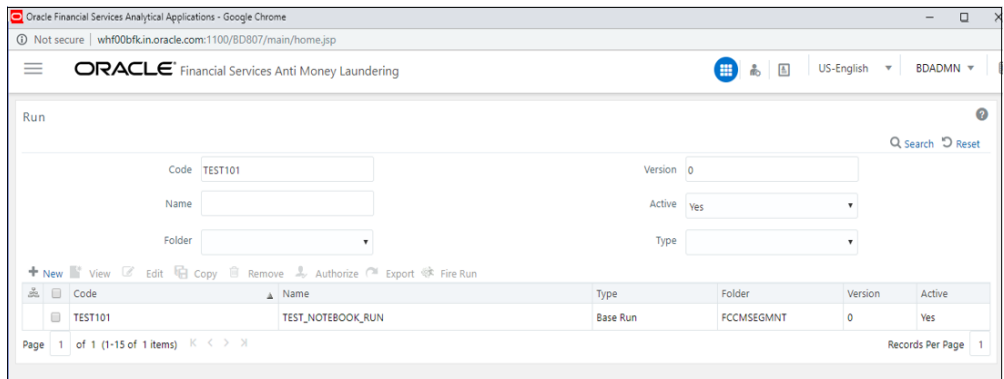 Oracle Financial Services Analytical Applications - Google Chrome
Not secure | whf00bfk.in.oracle.com:1100/BD807/main/home.jsp
ORACLE® Financial Services Anti Money Laundering
US-English
BDADMN
Run
Search Reset
Code TEST101 Version 0
Name Active Yes
Folder Type
New View Edit Copy Remove Authorize Export Fire Run
Code Name Type Folder Version Active
TEST101 TEST_NOTEBOOK_RUN Base Run FCCMSEGMNT 0 Yes
Page 1 of 1 (1-15 of 1 items) Records Per Page 1